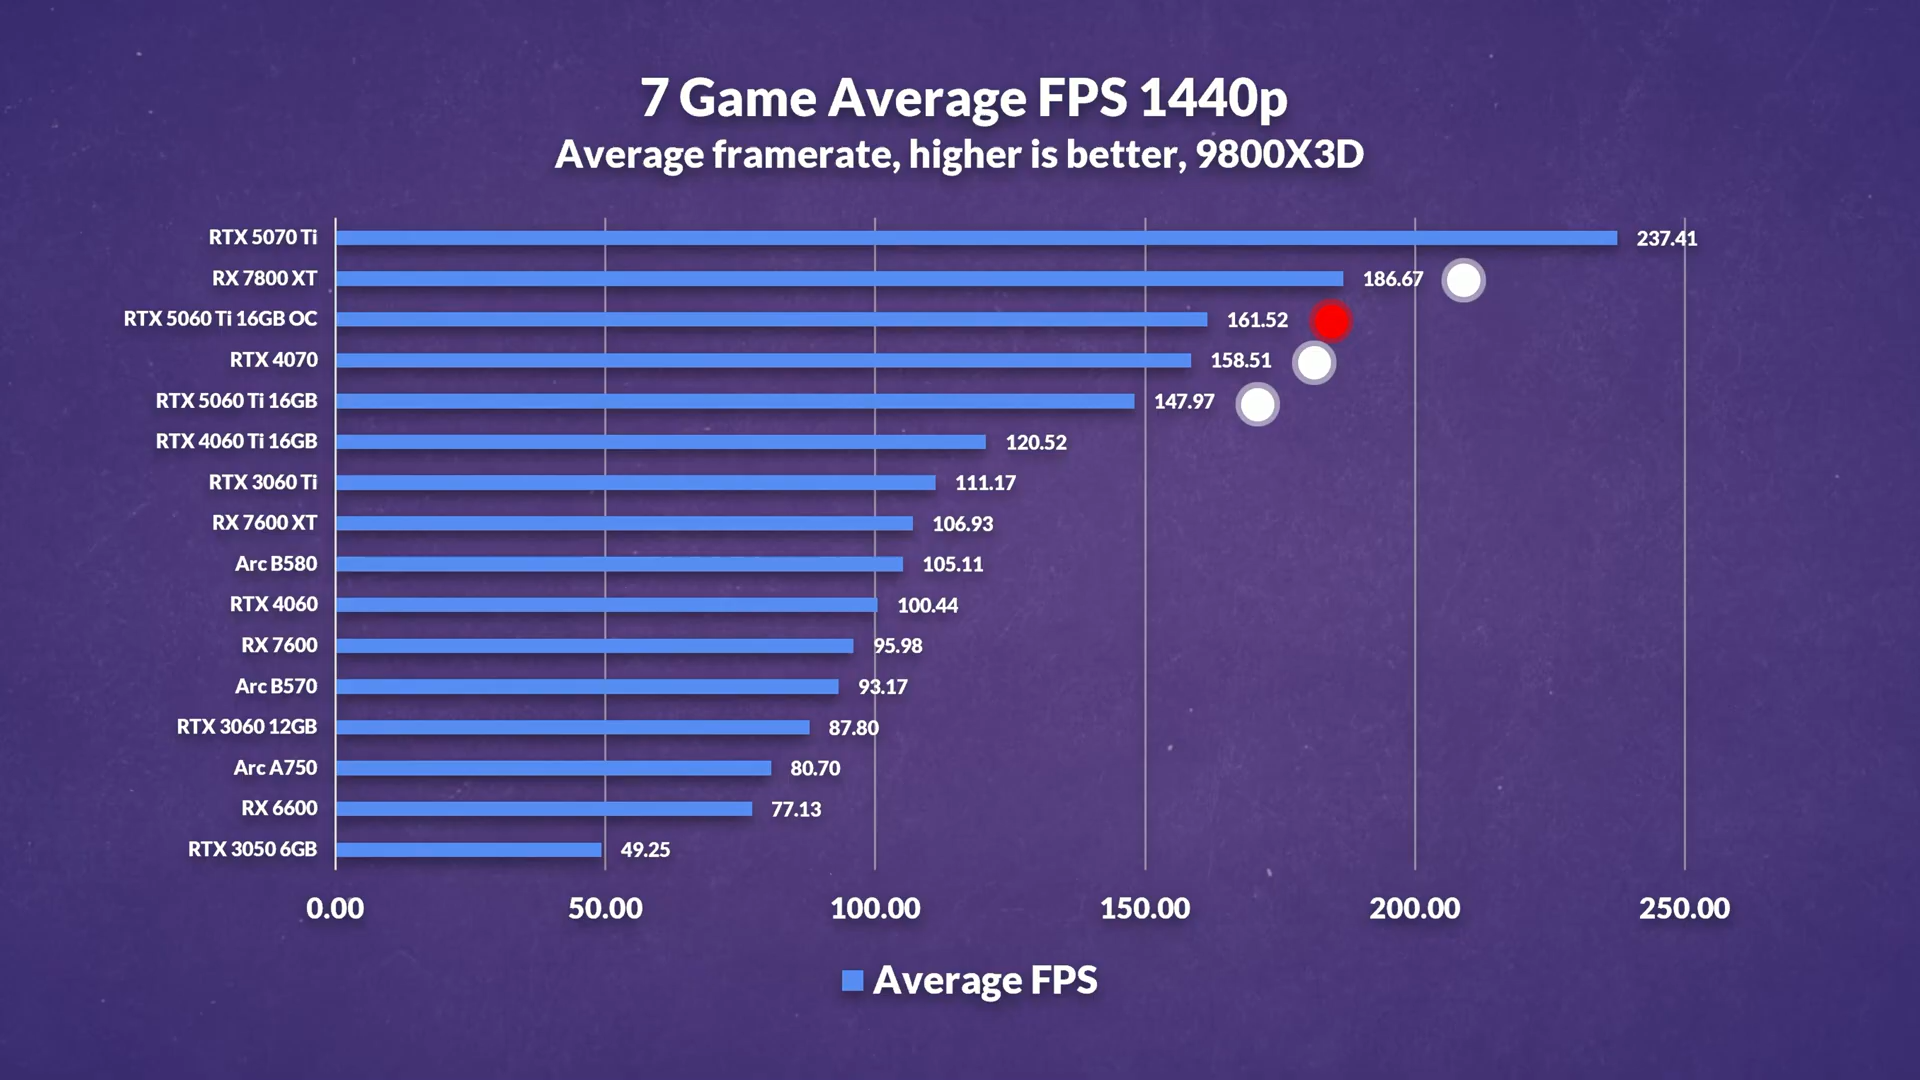 7 Game Average FPS 1440p
Average framerate, higher is better, 9800X3D
RTX 5070 Ti 237.41
RX 7800 XT 186.67
RTX 5060 Ti 16GB OC 161.52
RTX 4070 158.51
RTX 5060 Ti 16GB 147.97
RTX 4060 Ti 16GB 120.52
RTX 3060 Ti 111.17
RX 7600 XT 106.93
Arc B580 105.11
RTX 4060 100.44
RX 7600 95.98
Arc B570 93.17
RTX 3060 12GB 87.80
Arc A750 80.70
RX 6600 77.13
RTX 3050 6GB 49.25
0.00 50.00 100.00 150.00 200.00 250.00
Average FPS